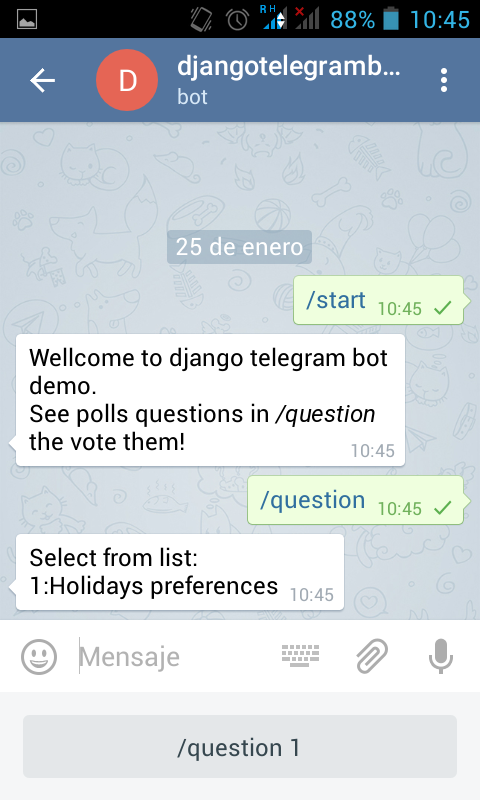 R H 88% 10:45
D djangotelegramb...
bot
25 de enero
/start 10:45
Wellcome to django telegram bot
demo.
See polls questions in /question
the vote them!
10:45
/question 10:45
Select from list:
1:Holidays preferences 10:45
Mensaje
/question 1